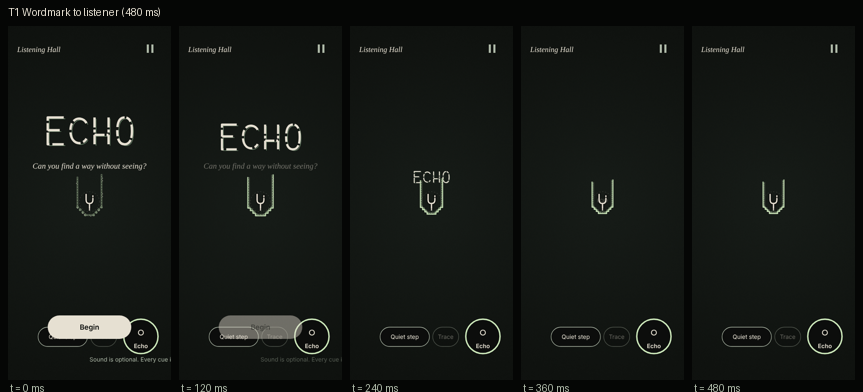 T1 Wordmark to listener (480 ms)
Listening Hall
ECHO
Can you find a way without seeing?
Begin
Echo
Sound is optional. Every cue i
t = 0 ms
Listening Hall
ECHO
Can you find a way without seeing?
Begin
Quiet step
Trace
Echo
Sound is optional. Every cue i
t = 120 ms
Listening Hall
ECHO
Quiet step
Trace
Echo
t = 240 ms
Listening Hall
Quiet step
Trace
Echo
t = 360 ms
Listening Hall
Quiet step
Trace
Echo
t = 480 ms